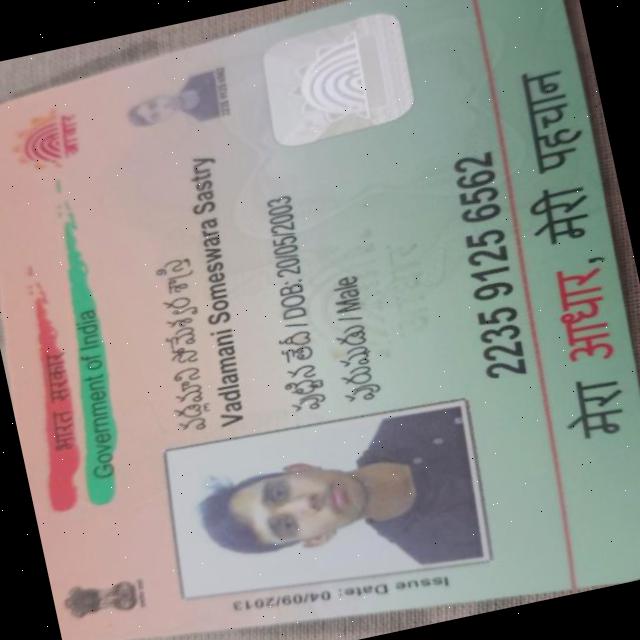 भारत सरकार
Government of India
వడ్లమాని సోమేశ్వర శాస్త్రి
Vadlamani Someswara Sastry
పుట్టిన తేదీ / DOB: 20/05/2003
పురుషుడు / Male
2235 9125 6562
मेरा आधार, मेरी पहचान
Issue Date: 04/09/2013